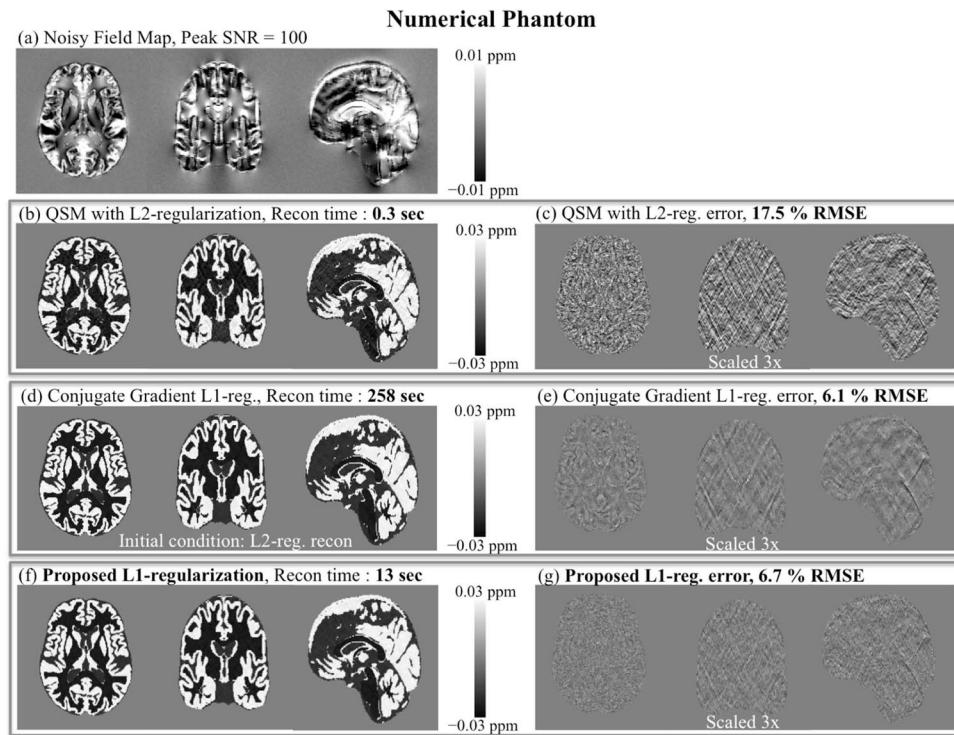 Numerical Phantom
(a) Noisy Field Map, Peak SNR = 100
0.01 ppm
−0.01 ppm
(b) QSM with L2-regularization, Recon time : 0.3 sec
0.03 ppm
−0.03 ppm
(c) QSM with L2-reg. error, 17.5 % RMSE
Scaled 3x
(d) Conjugate Gradient L1-reg., Recon time : 258 sec
0.03 ppm
Initial condition: L2-reg. recon
−0.03 ppm
(e) Conjugate Gradient L1-reg. error, 6.1 % RMSE
Scaled 3x
(f) Proposed L1-regularization, Recon time : 13 sec
0.03 ppm
−0.03 ppm
(g) Proposed L1-reg. error, 6.7 % RMSE
Scaled 3x